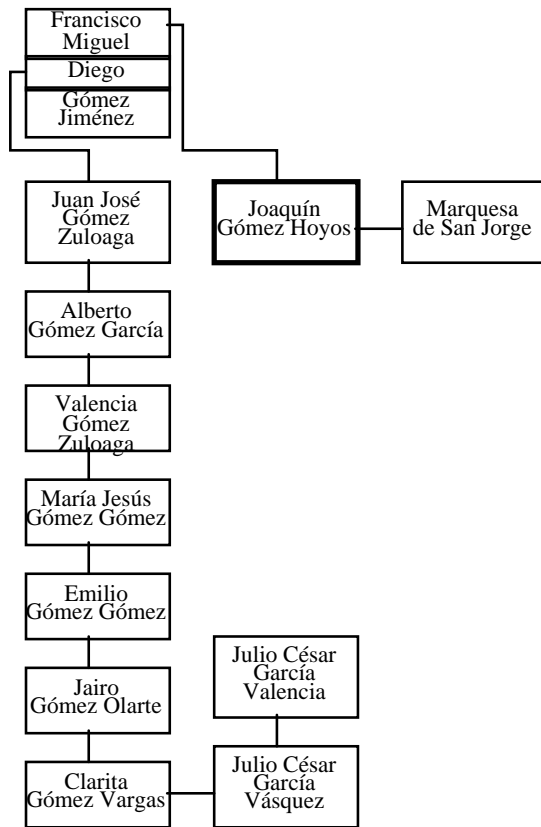 Francisco
Miguel
Diego
Gómez
Jiménez
Juan José
Gómez
Zuloaga
Joaquín
Gómez Hoyos
Marquesa
de San Jorge
Alberto
Gómez García
Valencia
Gómez
Zuloaga
María Jesús
Gómez Gómez
Emilio
Gómez Gómez
Jairo
Gómez Olarte
Julio César
García
Valencia
Clarita
Gómez Vargas
Julio César
García
Vásquez